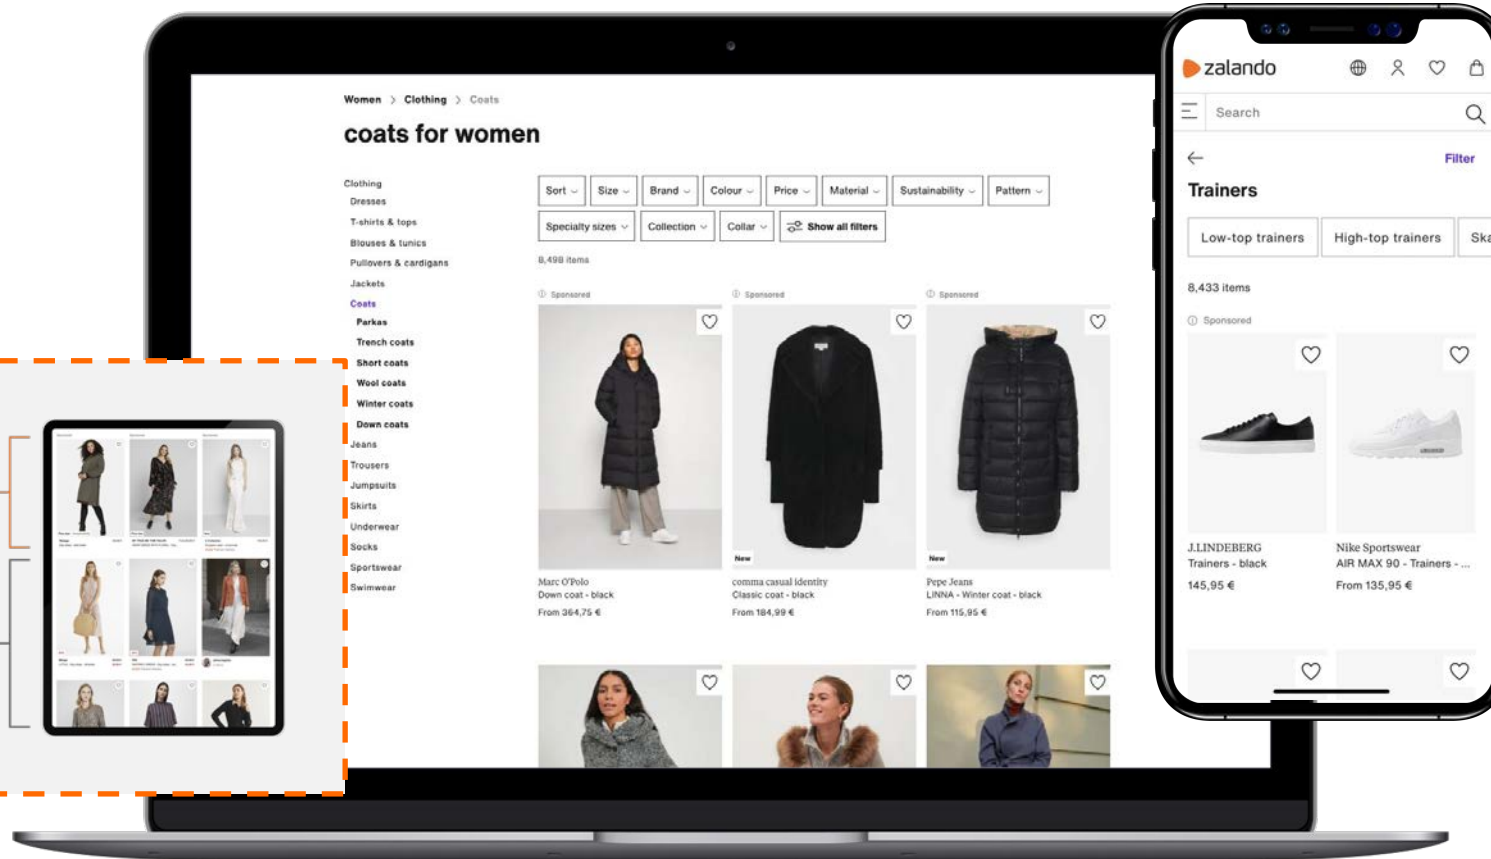 Women > Clothing > Coats
coats for women
Clothing
Dresses
T-shirts & tops
Blouses & tunics
Pullovers & cardigans
Jackets
Coats
Parkas
Trench coats
Short coats
Wool coats
Winter coats
Down coats
Jeans
Trousers
Jumpsuits
Skirts
Underwear
Socks
Sportswear
Swimwear
Sort Size Brand Colour Price Material Sustainability Pattern
Specialty sizes Collection Collar Show all filters
8,498 items
Sponsored Sponsored Sponsored
New New
Marc O'Polo
Down coat - black
From 364,75 €
comma casual identity
Classic coat - black
From 184,99 €
Pepe Jeans
LINNA - Winter coat - black
From 115,95 €
zalando
Search
Filter
Trainers
Low-top trainers High-top trainers Ska
8,433 items
Sponsored
J.LINDEBERG
Trainers - black
145,95 €
Nike Sportswear
AIR MAX 90 - Trainers - ...
From 135,95 €